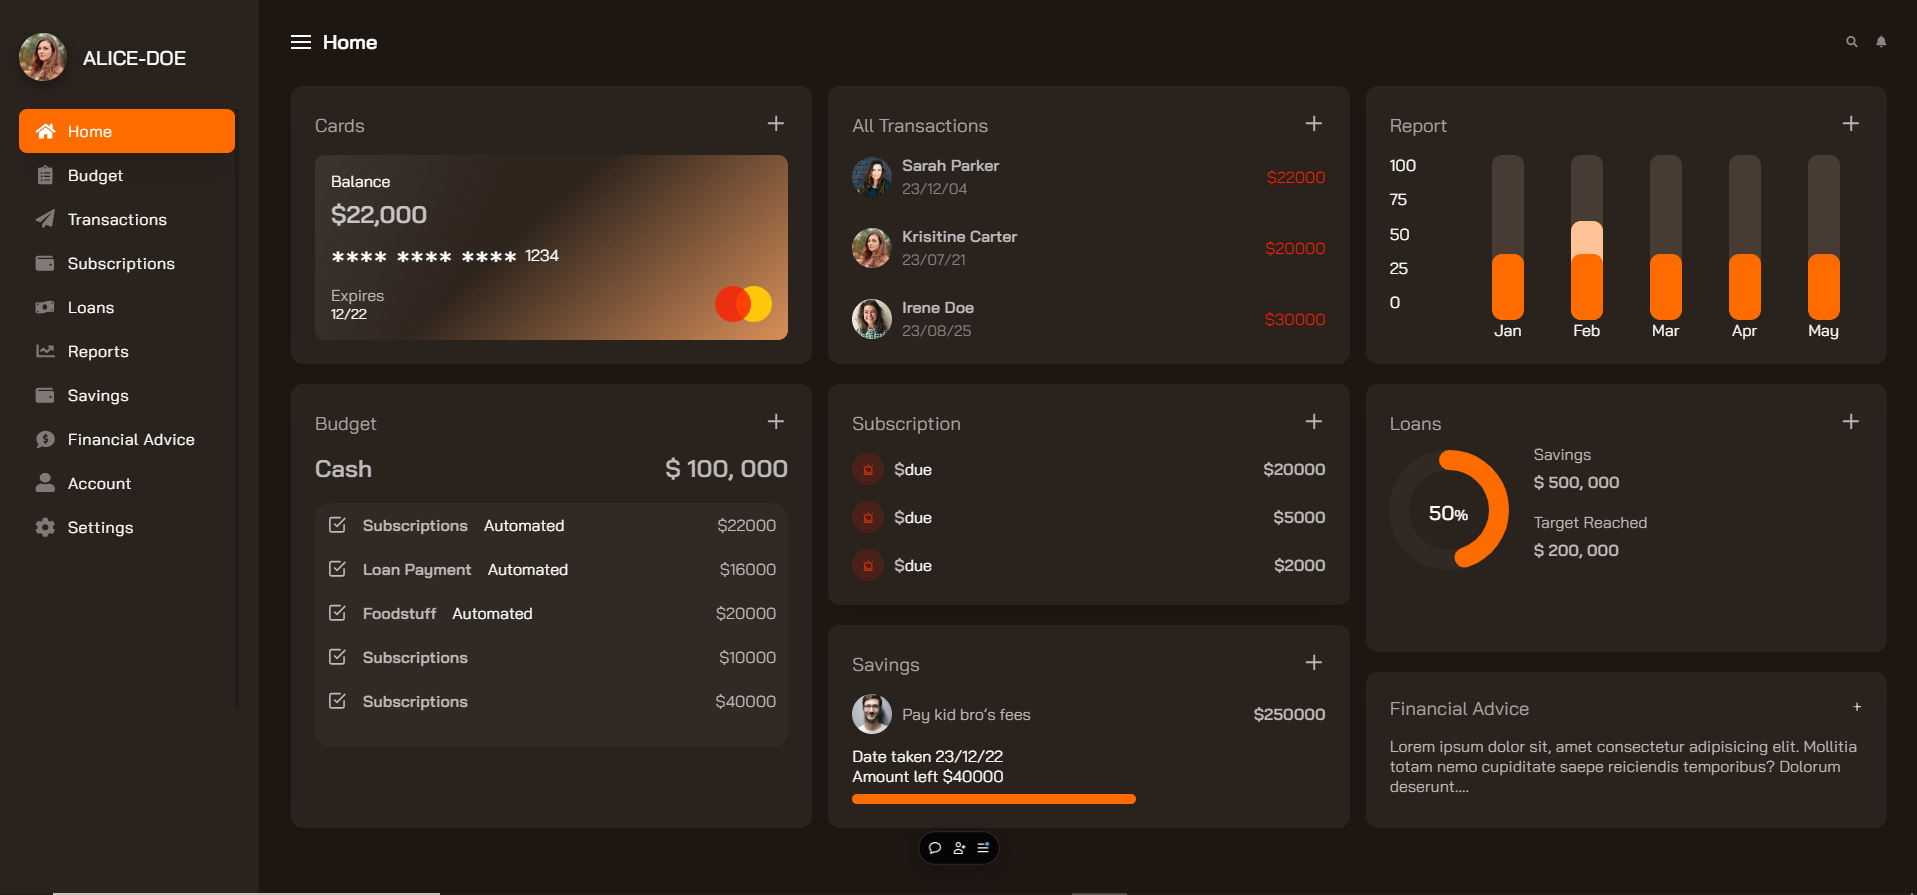 ALICE-DOE
Home
Budget
Transactions
Subscriptions
Loans
Reports
Savings
Financial Advice
Account
Settings
Home
Cards
Balance
$22,000
**** **** **** 1234
Expires
12/22
All Transactions
Sarah Parker
23/12/04
$22000
Krisitine Carter
23/07/21
$20000
Irene Doe
23/08/25
$30000
Report
100
75
50
25
0
Jan Feb Mar Apr May
Budget
Cash $ 100, 000
Subscriptions Automated $22000
Loan Payment Automated $16000
Foodstuff Automated $20000
Subscriptions $10000
Subscriptions $40000
Subscription
$due $20000
$due $5000
$due $2000
Savings
Pay kid bro's fees $250000
Date taken 23/12/22
Amount left $40000
Loans
50%
Savings
$ 500, 000
Target Reached
$ 200, 000
Financial Advice
Lorem ipsum dolor sit, amet consectetur adipisicing elit. Mollitia
totam nemo cupiditate saepe reiciendis temporibus? Dolorum
deserunt....